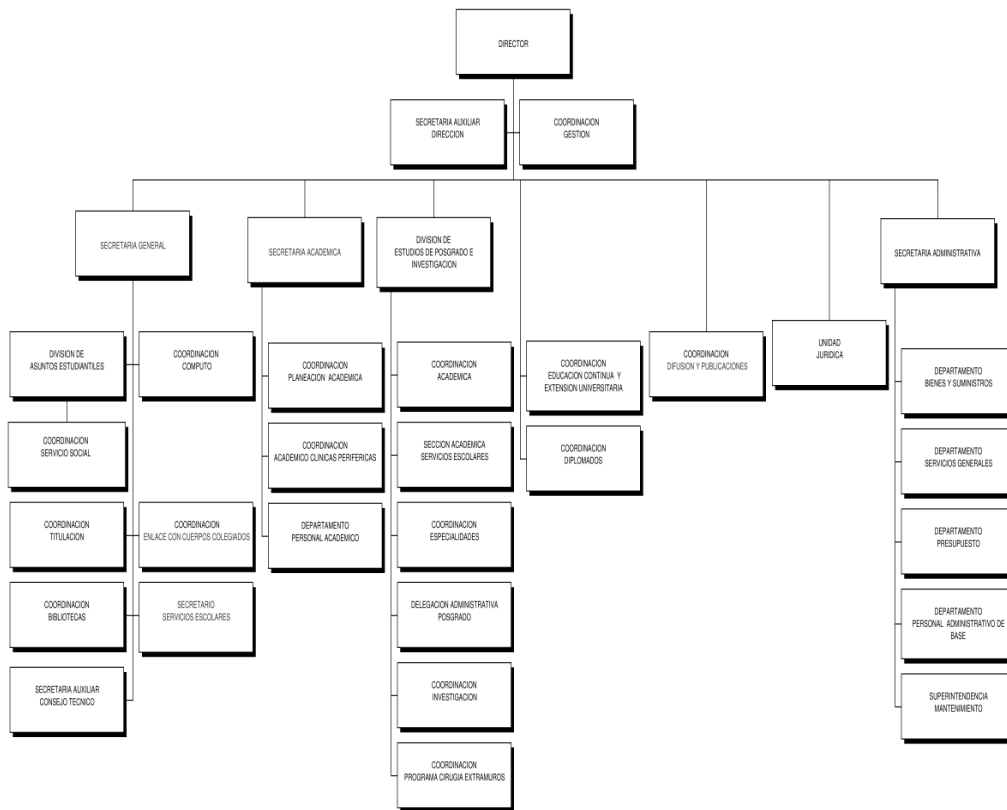 DIRECTOR
SECRETARIA AUXILIAR
DIRECCION
COORDINACION
GESTION
SECRETARIA GENERAL
SECRETARIA ACADEMICA
DIVISION DE
ESTUDIOS DE POSGRADO E
INVESTIGACION
SECRETARIA ADMINISTRATIVA
DIVISION DE
ASUNTOS ESTUDIANTILES
COORDINACION
COMPUTO
COORDINACION
SERVICIO SOCIAL
COORDINACION
TITULACION
COORDINACION
ENLACE CON CUERPOS COLEGIADOS
COORDINACION
BIBLIOTECAS
SECRETARIO
SERVICIOS ESCOLARES
SECRETARIA AUXILIAR
CONSEJO TECNICO
COORDINACION
PLANEACION ACADEMICA
COORDINACION
ACADEMICO CLINICAS PERIFERICAS
DEPARTAMENTO
PERSONAL ACADEMICO
COORDINACION
ACADEMICA
SECCION ACADEMICA
SERVICIOS ESCOLARES
COORDINACION
ESPECIALIDADES
DELEGACION ADMINISTRATIVA
POSGRADO
COORDINACION
INVESTIGACION
COORDINACION
PROGRAMA CIRUGIA EXTRAMUROS
COORDINACION
EDUCACION CONTINUA Y
EXTENSION UNIVERSITARIA
COORDINACION
DIPLOMADOS
COORDINACION
DIFUSION Y PUBLICACIONES
UNIDAD
JURIDICA
DEPARTAMENTO
BIENES Y SUMINISTROS
DEPARTAMENTO
SERVICIOS GENERALES
DEPARTAMENTO
PRESUPUESTO
DEPARTAMENTO
PERSONAL ADMINISTRATIVO DE
BASE
SUPERINTENDENCIA
MANTENIMIENTO